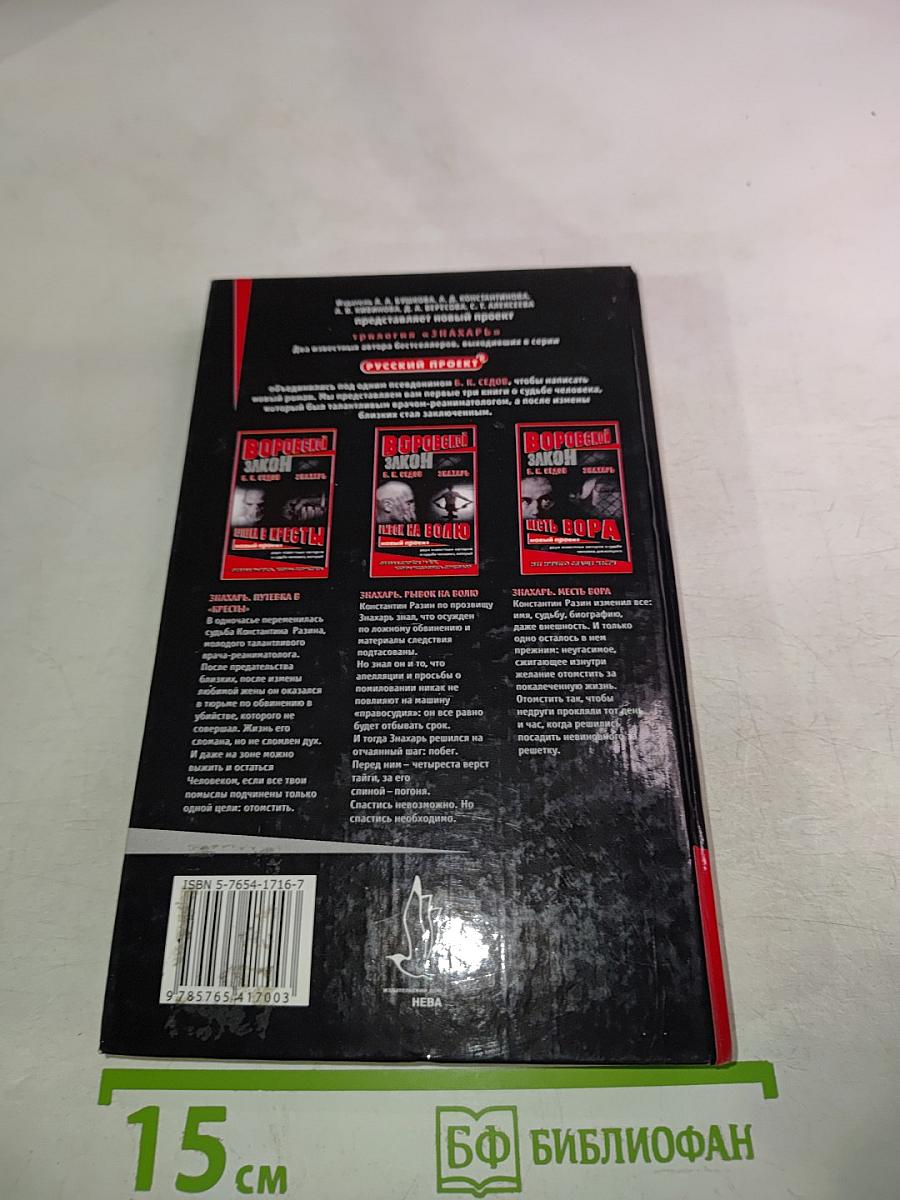 Издатель А. А. БУШКОВА, А. Д. КОНСТАНТИНОВА,
А. В. КИВИНОВА, Д. А. ВЕРЕСОВА, С. Т. АЛЕКСЕЕВА
представляет новый проект
трилогия «ЗНАХАРЬ»
Два известных автора бестселлеров, выходивших в серии
РУССКИЙ ПРОЕКТ
объединились под одним псевдонимом Б. К. СЕДОВ, чтобы написать
новый роман. Мы представляем вам первые три книги о судьбе человека,
который был талантливым врачом-реаниматологом, а после измены
близких стал заключенным.
ВОРОВСКОЙ
ЗАКОН
Б. К. СЕДОВ ЗНАХАРЬ
В КРЕСТЫ
новый проект
ВОРОВСКОЙ
ЗАКОН
Б. К. СЕДОВ ЗНАХАРЬ
РЫВОК НА ВОЛЮ
новый проект
ВОРОВСКОЙ
ЗАКОН
Б. К. СЕДОВ ЗНАХАРЬ
МЕСТЬ ВОРА
новый проект
ЗНАХАРЬ. ПУТЕВКА В
«КРЕСТЫ»
В одночасье переменилась
судьба Константина Разина,
молодого талантливого
врача-реаниматолога.
После предательства
близких, после измены
любимой жены он оказался
в тюрьме по обвинению в
убийстве, которого не
совершал. Жизнь его
сломана, но не сломлен дух.
И даже на зоне можно
выжить и остаться
Человеком, если все твои
помыслы подчинены только
одной цели: отомстить.
ЗНАХАРЬ. РЫВОК НА ВОЛЮ
Константин Разин по прозвищу
Знахарь знал, что осужден
по ложному обвинению и
материалы следствия
подтасованы.
Но знал он и то, что
апелляции и просьбы о
помиловании никак не
повлияют на машину
«правосудия»: он все равно
будет отбывать срок.
И тогда Знахарь решился на
отчаянный шаг: побег.
Перед ним – четыреста верст
тайги, за его
спиной – погоня.
Спастись невозможно. Но
спастись необходимо.
ЗНАХАРЬ. МЕСТЬ ВОРА
Константин Разин изменил все:
имя, судьбу, биографию,
даже внешность. И только
одно осталось в нем
прежним: неугасимое,
сжигающее изнутри
желание отомстить за
покалеченную жизнь.
Отомстить так, чтобы
недруги прокляли тот день
и час, когда решились
посадить невиновного за
решетку.
ISBN 5-7654-1716-7
9 785765 417003
ИЗДАТЕЛЬСКИЙ ДОМ
НЕВА
15 см
БФ БИБЛИОФАН